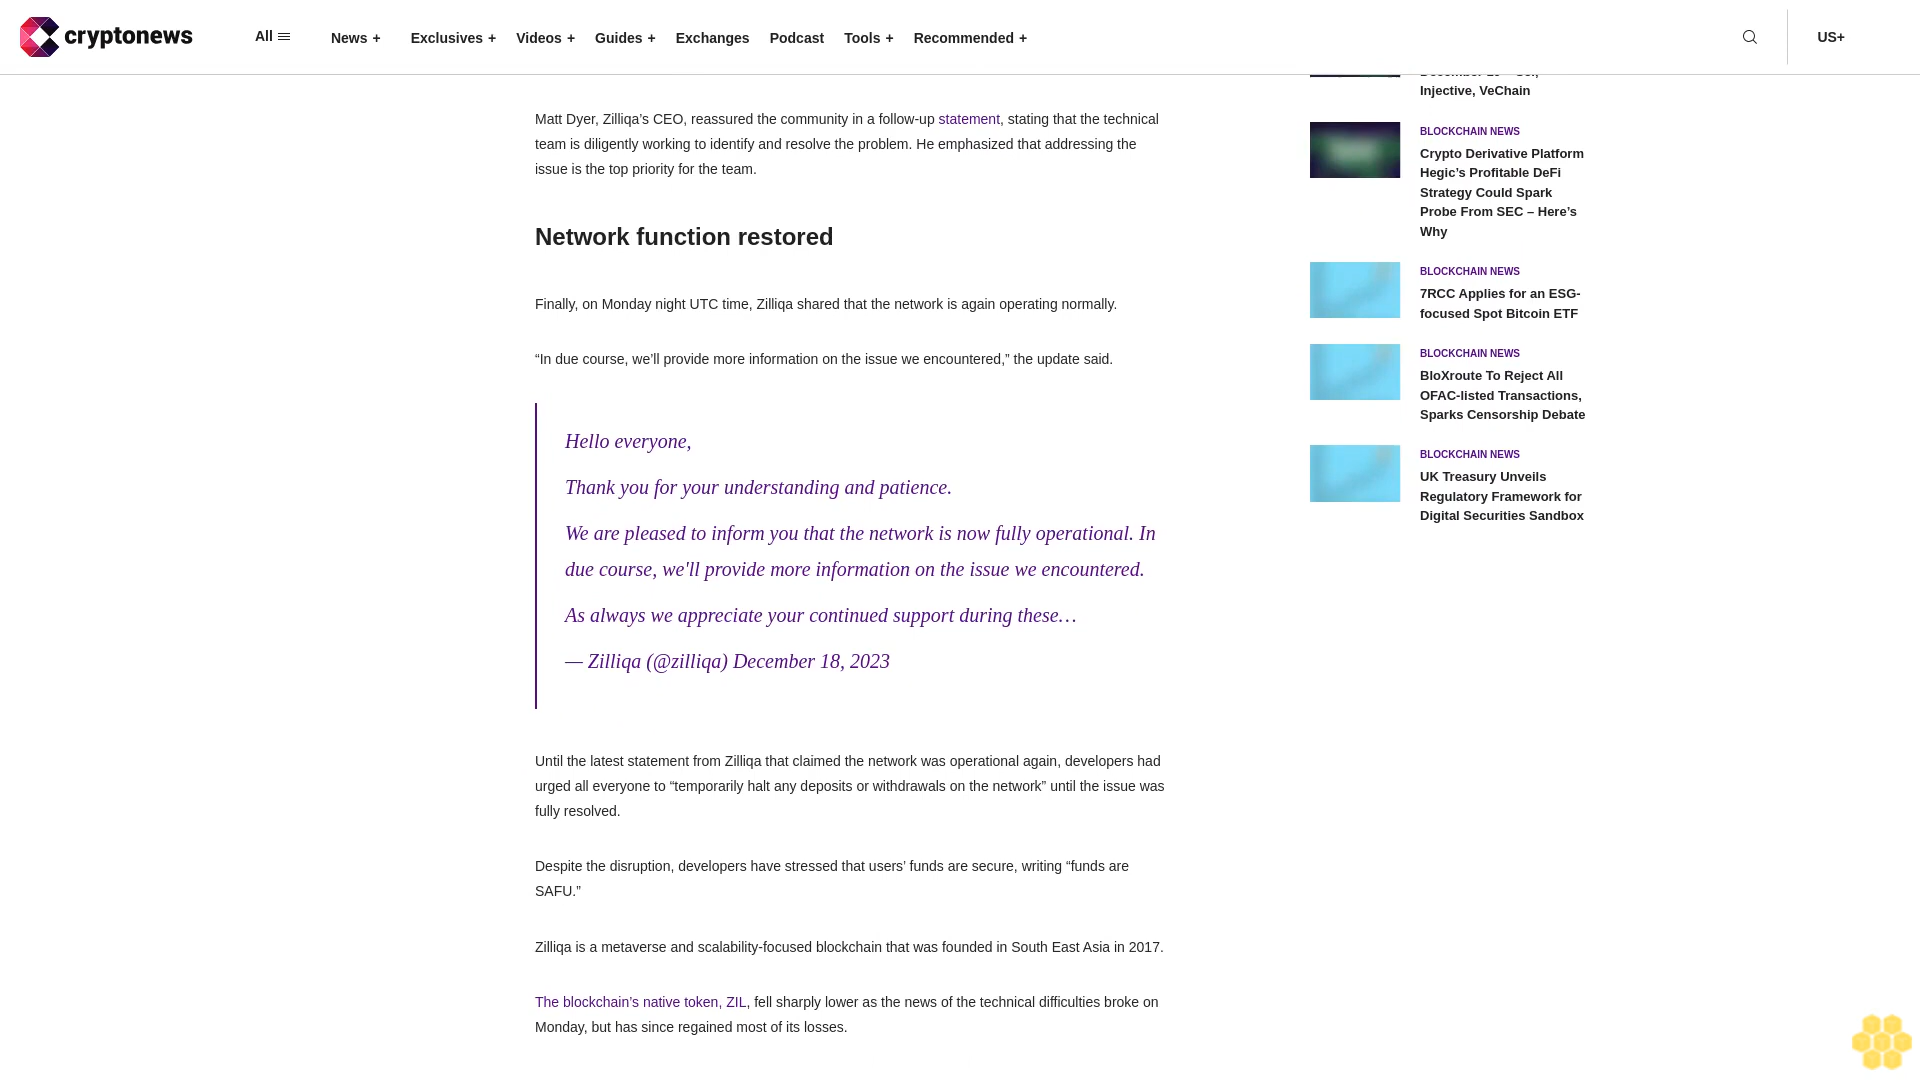 cryptonews
All
News +
Exclusives +
Videos +
Guides +
Exchanges
Podcast
Tools +
Recommended +
US+
Matt Dyer, Zilliqa’s CEO, reassured the community in a follow-up statement, stating that the technical
team is diligently working to identify and resolve the problem. He emphasized that addressing the
issue is the top priority for the team.
Network function restored
Finally, on Monday night UTC time, Zilliqa shared that the network is again operating normally.
“In due course, we’ll provide more information on the issue we encountered,” the update said.
Hello everyone,
Thank you for your understanding and patience.
We are pleased to inform you that the network is now fully operational. In
due course, we'll provide more information on the issue we encountered.
As always we appreciate your continued support during these…
— Zilliqa (@zilliqa) December 18, 2023
Until the latest statement from Zilliqa that claimed the network was operational again, developers had
urged all everyone to “temporarily halt any deposits or withdrawals on the network” until the issue was
fully resolved.
Despite the disruption, developers have stressed that users’ funds are secure, writing “funds are
SAFU.”
Zilliqa is a metaverse and scalability-focused blockchain that was founded in South East Asia in 2017.
The blockchain’s native token, ZIL, fell sharply lower as the news of the technical difficulties broke on
Monday, but has since regained most of its losses.
Injective, VeChain
BLOCKCHAIN NEWS
Crypto Derivative Platform
Hegic’s Profitable DeFi
Strategy Could Spark
Probe From SEC – Here’s
Why
BLOCKCHAIN NEWS
7RCC Applies for an ESG-
focused Spot Bitcoin ETF
BLOCKCHAIN NEWS
BloXroute To Reject All
OFAC-listed Transactions,
Sparks Censorship Debate
BLOCKCHAIN NEWS
UK Treasury Unveils
Regulatory Framework for
Digital Securities Sandbox